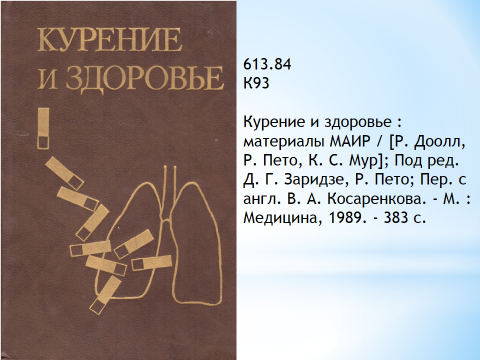 КУРЕНИЕ
и ЗДОРОВЬЕ
613.84
К93
Курение и здоровье :
материалы МАИР / [Р. Доолл,
Р. Пето, К. С. Мур]; Под ред.
Д. Г. Заридзе, Р. Пето; Пер. с
англ. В. А. Косаренкова. - М. :
Медицина, 1989. - 383 с.